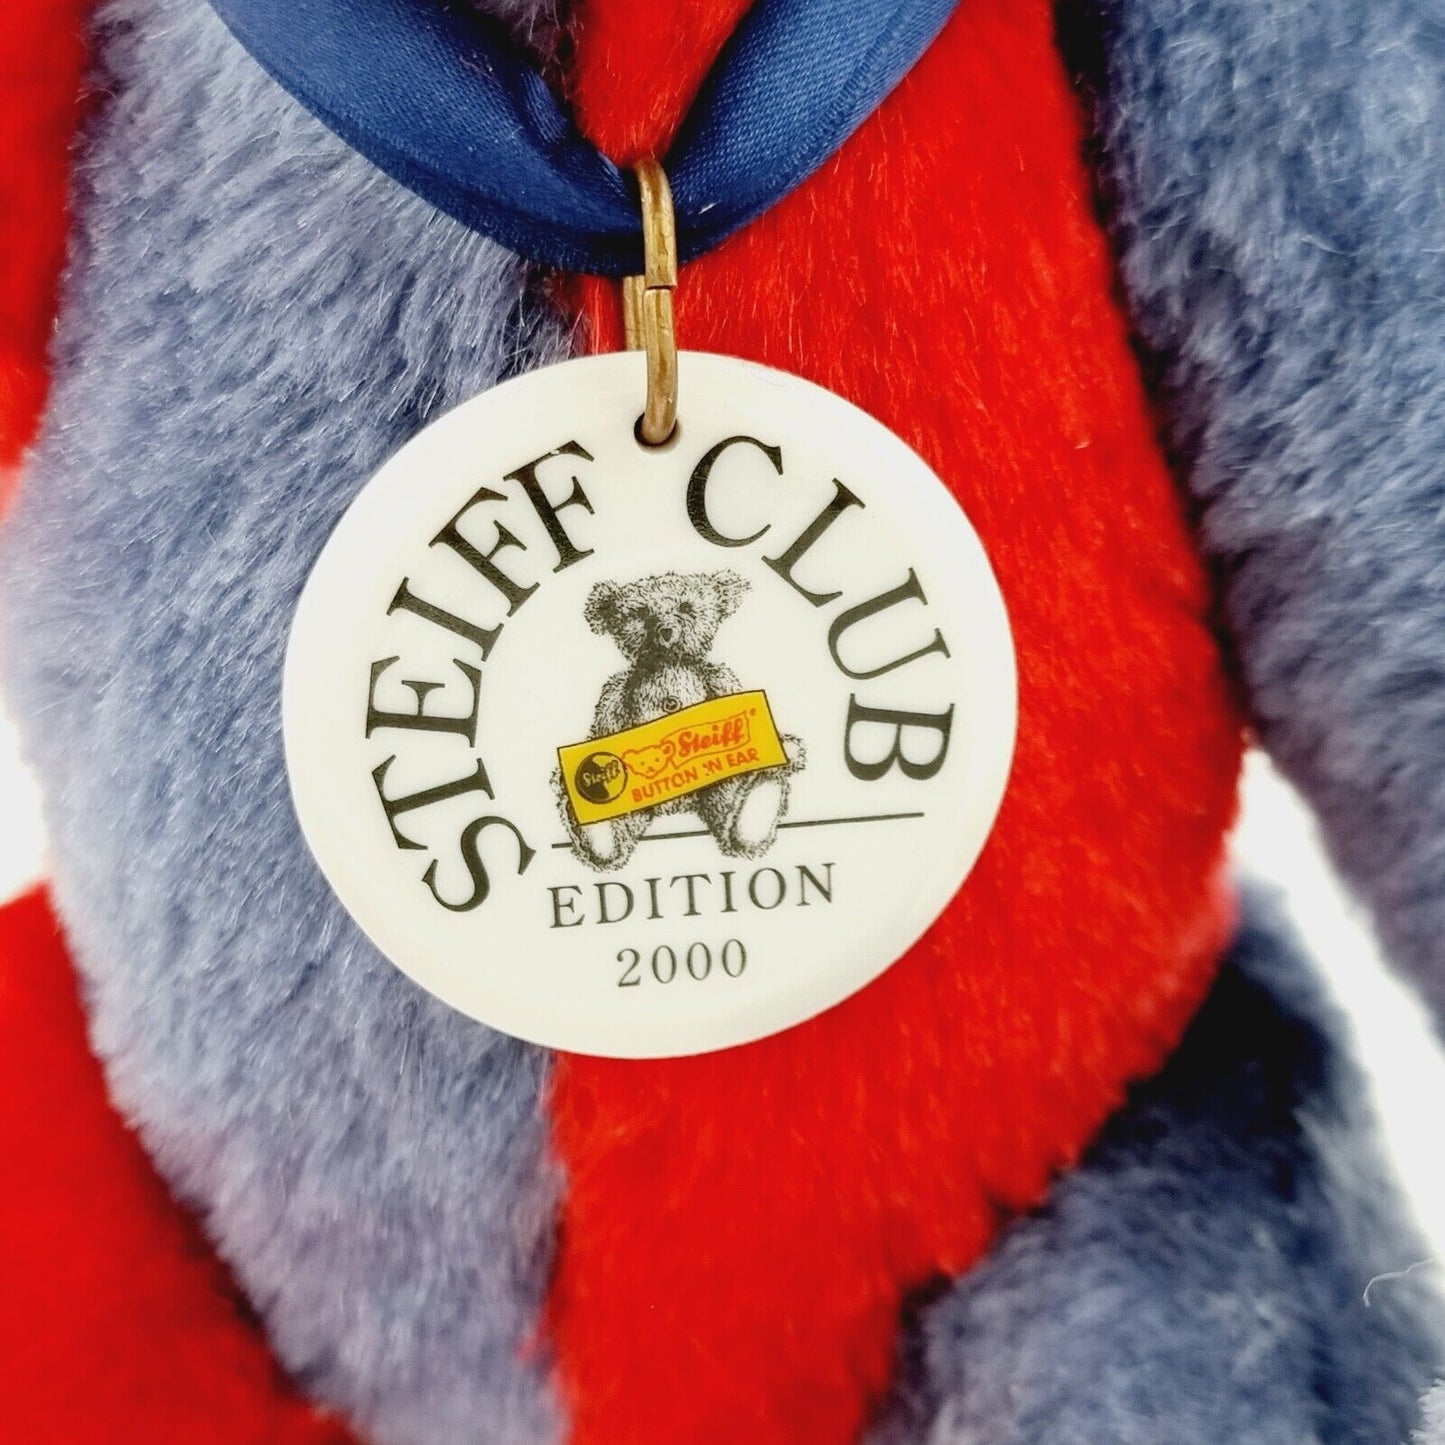 STEIFF CLUB
Steiff
Steiff
BUTTON IN EAR
EDITION
2000